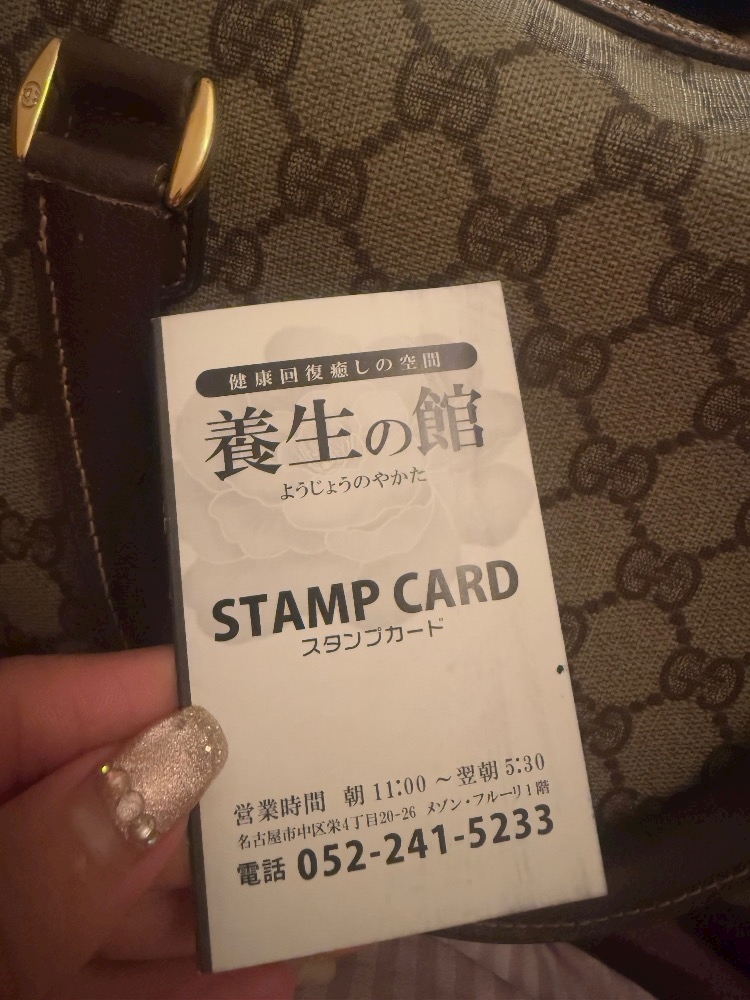 健康回復癒しの空間
養生の館
ようじょうのやかた
STAMP CARD
スタンプカード
営業時間 朝 11:00 ～翌朝 5:30
名古屋市中区栄4丁目20-26 メゾン・フルーリ1階
電話 052-241-5233